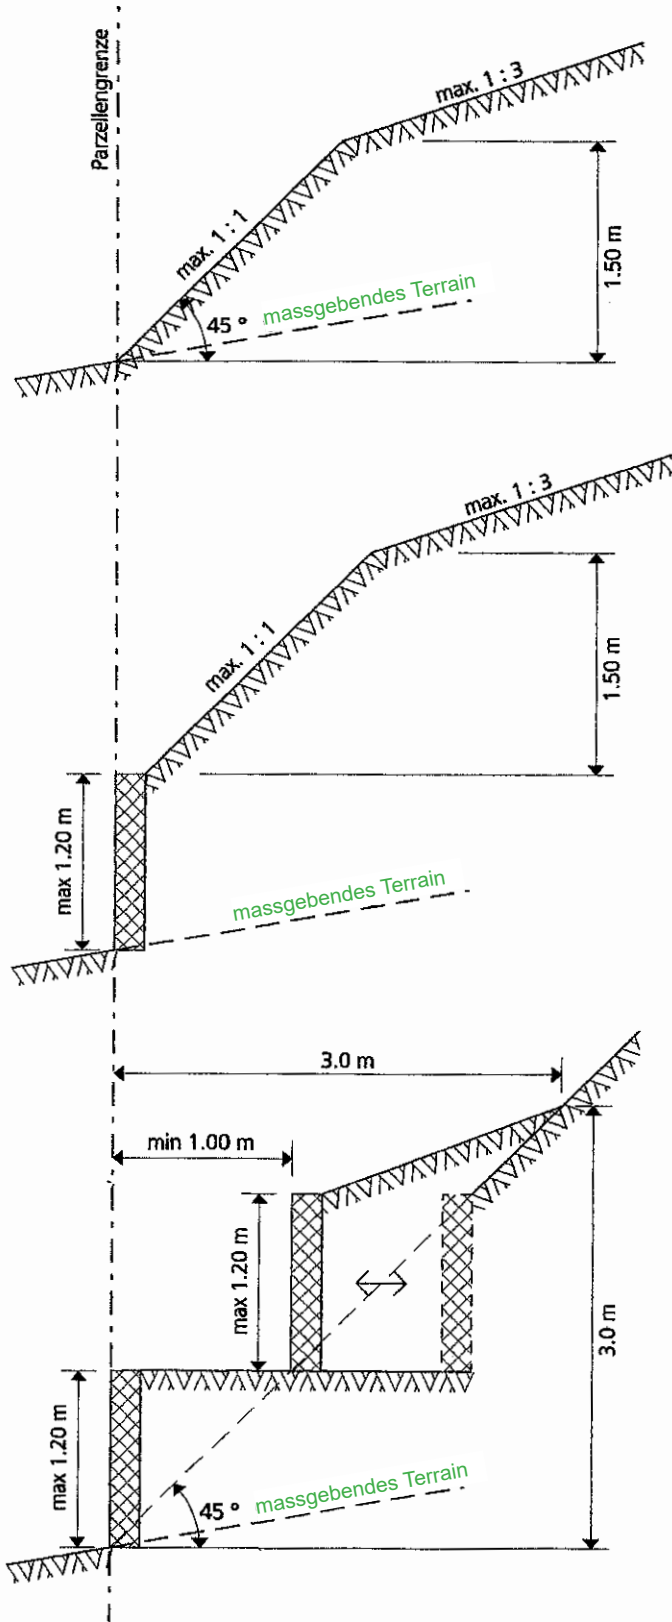 Parzellengrenze
max. 1 : 3
max. 1 : 1
1.50 m
massgebendes Terrain
45 °
max. 1 : 3
max. 1:1
1.50 m
max 1.20 m
massgebendes Terrain
3.0 m
min 1.00 m
max 1.20 m
3.0 m
max 1.20 m
massgebendes Terrain
45 °